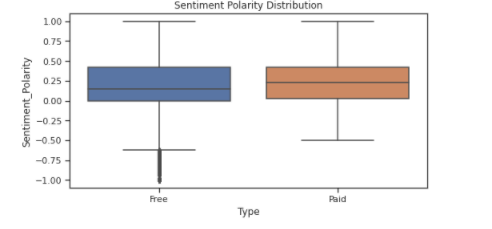 Sentiment Polarity Distribution
1.00
0.75
0.50
0.25
0.00
−0.25
−0.50
−0.75
−1.00
Sentiment_Polarity
Free Paid
Type